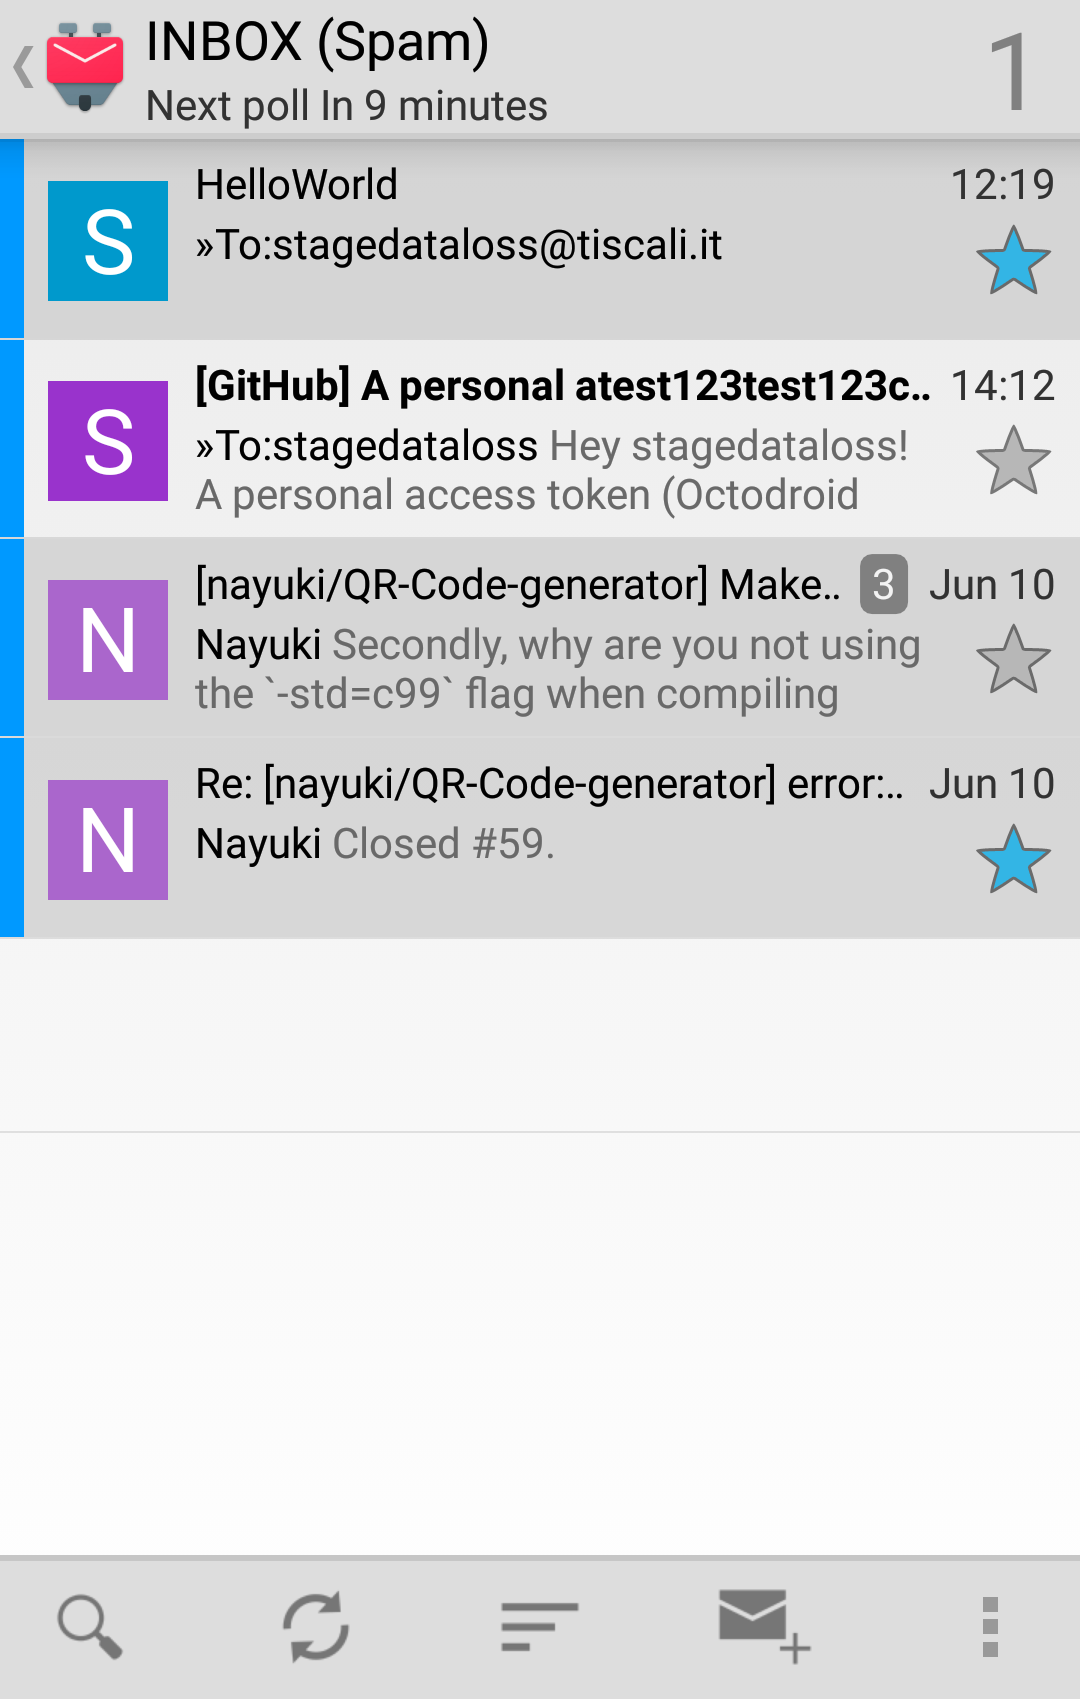 INBOX (Spam)
Next poll In 9 minutes
1
S
HelloWorld
12:19
»To:stagedataloss@tiscali.it
S
[GitHub] A personal atest123test123c..
14:12
»To:stagedataloss Hey stagedataloss!
A personal access token (Octodroid
N
[nayuki/QR-Code-generator] Make..
3
Jun 10
Nayuki Secondly, why are you not using
the `-std=c99` flag when compiling
N
Re: [nayuki/QR-Code-generator] error:..
Jun 10
Nayuki Closed #59.